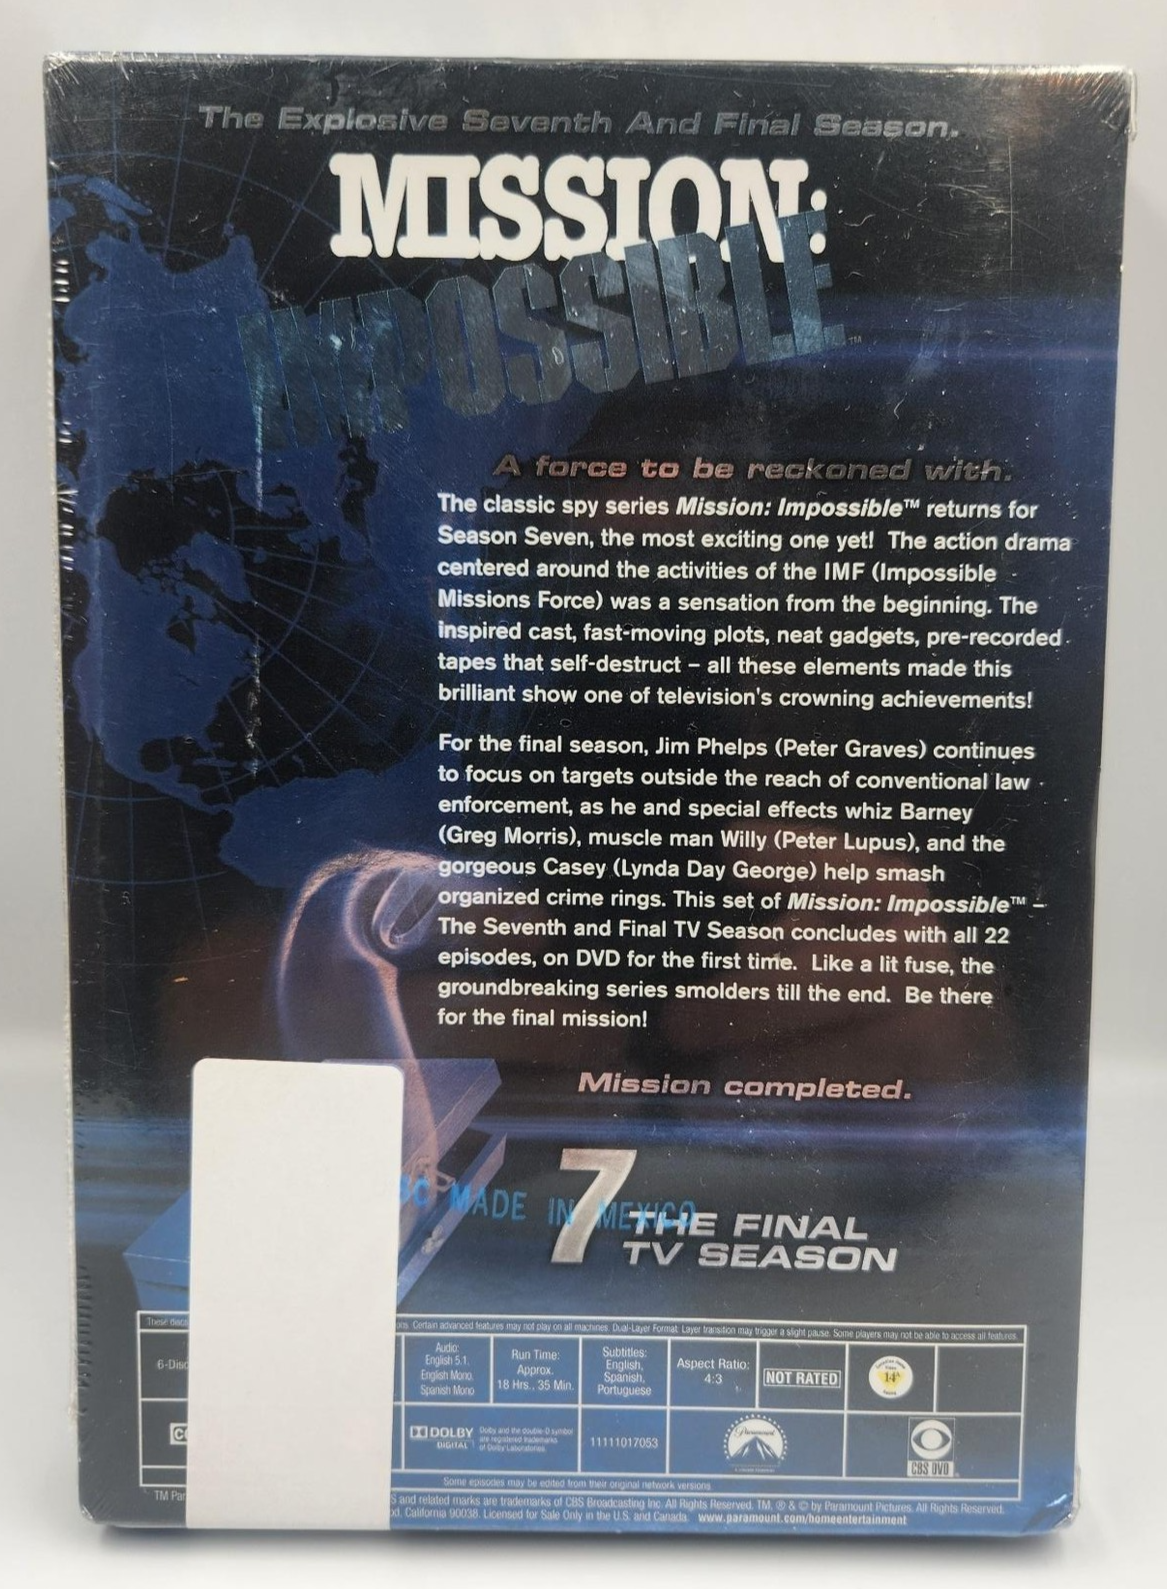 The Explosive Seventh And Final Season.
MISSION:
IMPOSSIBLE™
A force to be reckoned with.
The classic spy series Mission: Impossible™ returns for
Season Seven, the most exciting one yet! The action drama
centered around the activities of the IMF (Impossible
Missions Force) was a sensation from the beginning. The
inspired cast, fast-moving plots, neat gadgets, pre-recorded
tapes that self-destruct – all these elements made this
brilliant show one of television's crowning achievements!
For the final season, Jim Phelps (Peter Graves) continues
to focus on targets outside the reach of conventional law
enforcement, as he and special effects whiz Barney
(Greg Morris), muscle man Willy (Peter Lupus), and the
gorgeous Casey (Lynda Day George) help smash
organized crime rings. This set of Mission: Impossible™ –
The Seventh and Final TV Season concludes with all 22
episodes, on DVD for the first time. Like a lit fuse, the
groundbreaking series smolders till the end. Be there
for the final mission!
Mission completed.
MADE IN MEXICO
7 THE FINAL
TV SEASON
These Certain advanced features may not play on all machines. Dual-Layer Format: Layer transition may trigger a slight pause. Some players may not be able to access all features.
6-Disc
Audio:
English 5.1,
English Mono,
Spanish Mono
Run Time:
Approx.
18 Hrs., 35 Min.
Subtitles:
English,
Spanish,
Portuguese
Aspect Ratio:
4:3
NOT RATED
14A
DOLBY
DIGITAL
Dolby and the double-D symbol
are registered trademarks
of Dolby Laboratories.
11111017053
Paramount
CBS DVD
Some episodes may be edited from their original network versions.
TM and related marks are trademarks of CBS Broadcasting Inc. All Rights Reserved. TM, ® & © by Paramount Pictures. All Rights Reserved.
California 90038. Licensed for Sale Only in the U.S. and Canada. www.paramount.com/homeentertainment